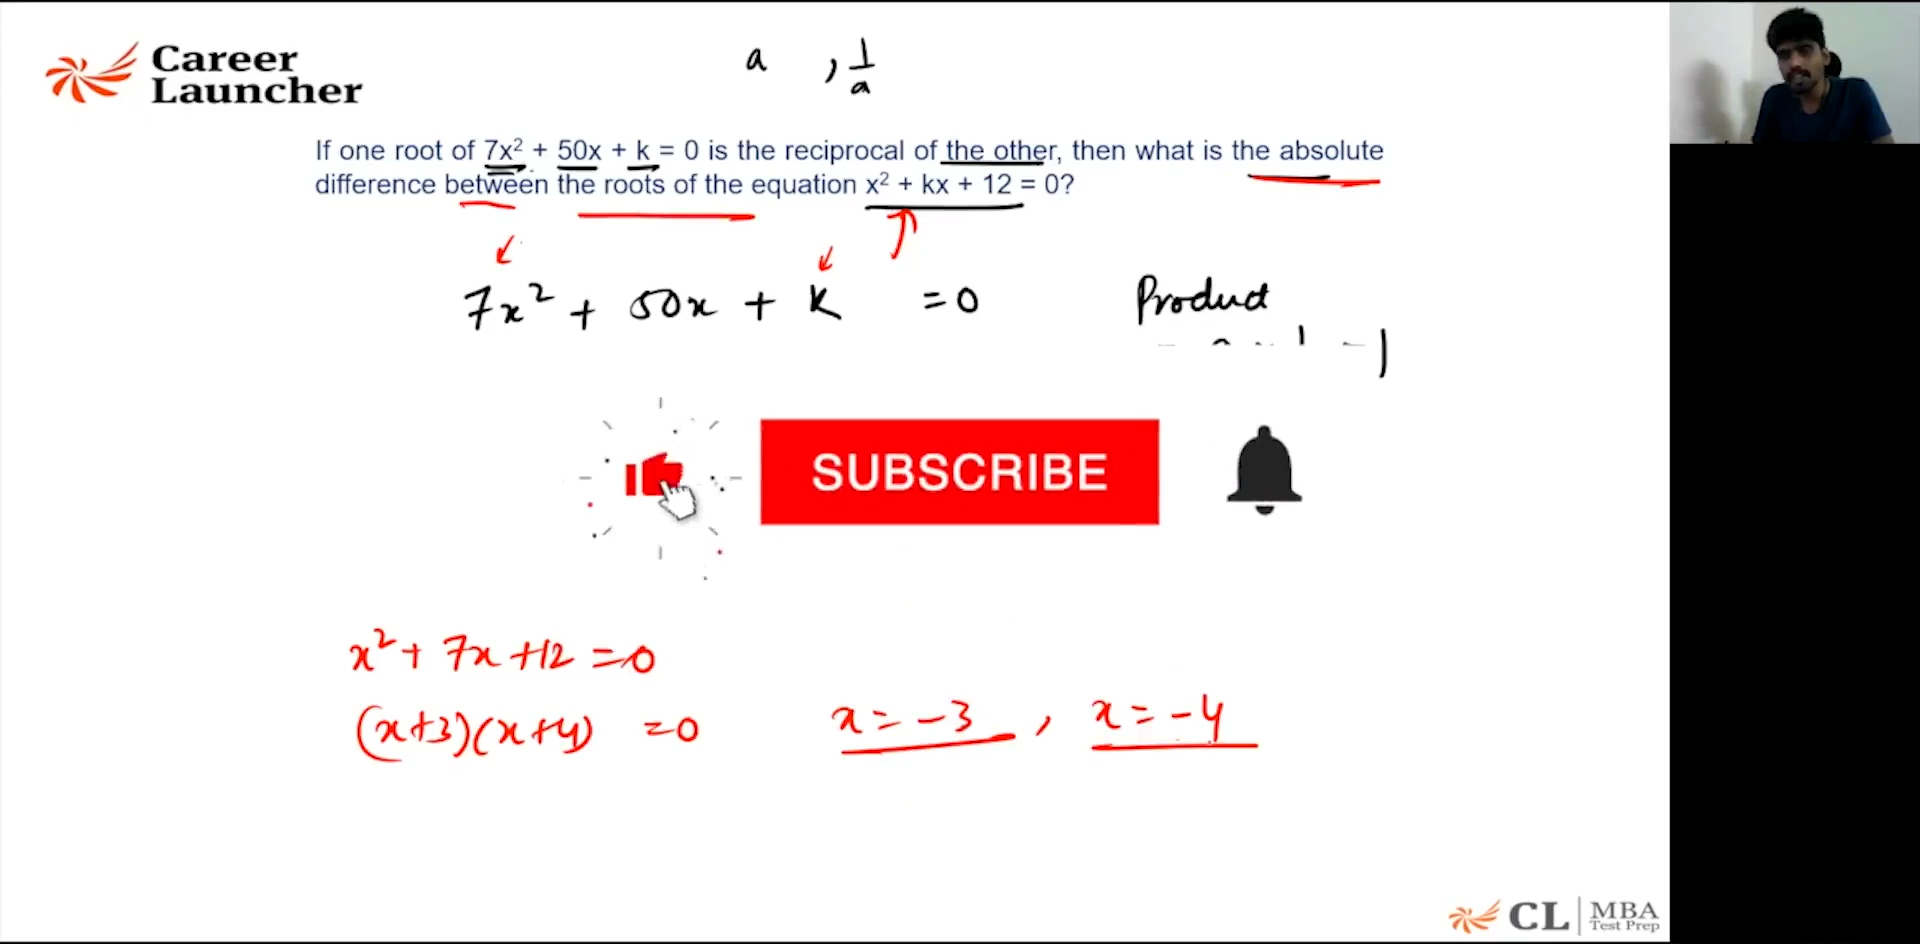 Career
Launcher
a , 1/a
If one root of 7x² + 50x + k = 0 is the reciprocal of the other, then what is the absolute
difference between the roots of the equation x² + kx + 12 = 0?
7x² + 50x + k = 0
Product
SUBSCRIBE
x² + 7x + 12 = 0
(x+3)(x+4) = 0 x = -3 , x = -4
CL MBA
Test Prep